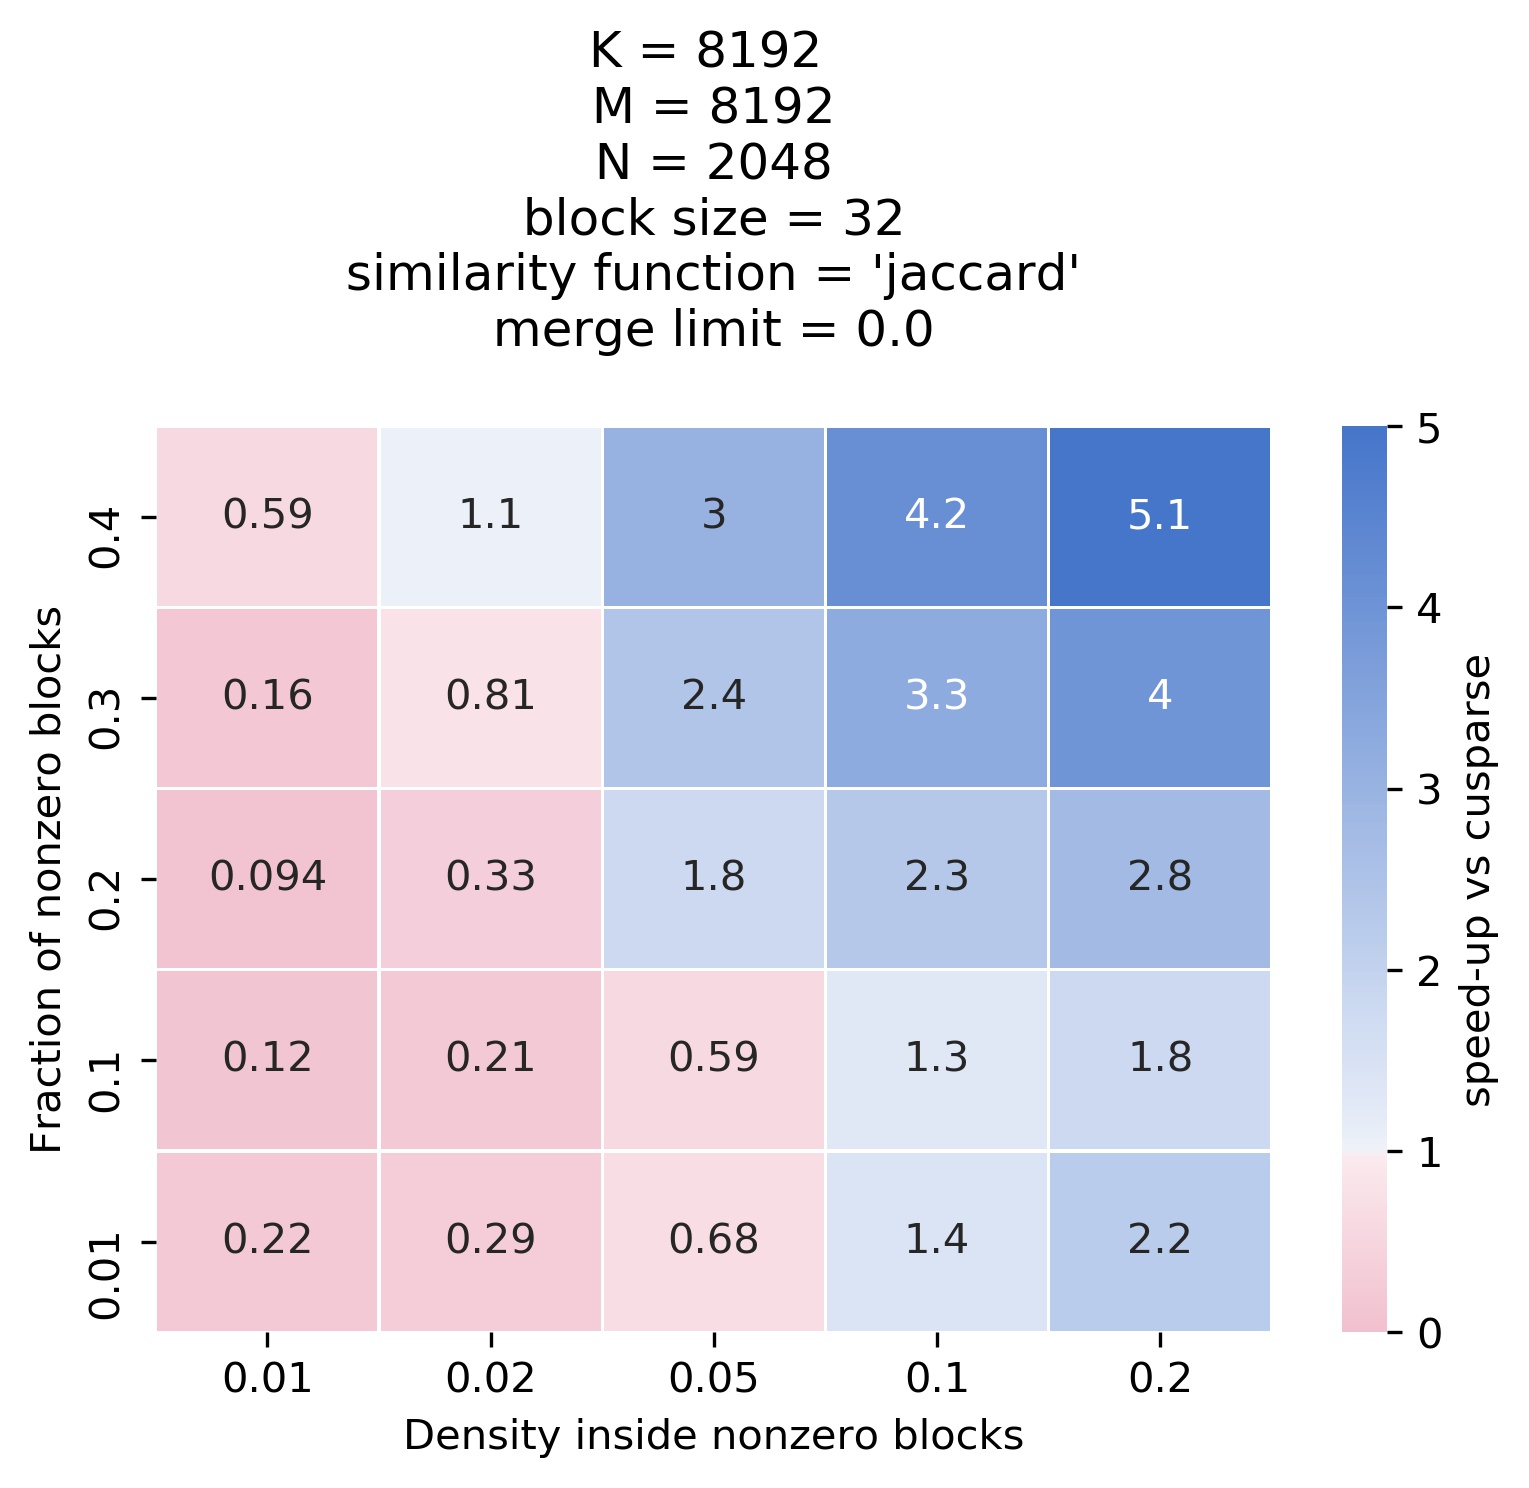 K = 8192
M = 8192
N = 2048
block size = 32
similarity function = 'jaccard'
merge limit = 0.0
Fraction of nonzero blocks
0.4 0.59 1.1 3 4.2 5.1
0.3 0.16 0.81 2.4 3.3 4
0.2 0.094 0.33 1.8 2.3 2.8
0.1 0.12 0.21 0.59 1.3 1.8
0.01 0.22 0.29 0.68 1.4 2.2
0.01 0.02 0.05 0.1 0.2
Density inside nonzero blocks
5
4
3
2
1
0
speed-up vs cusparse